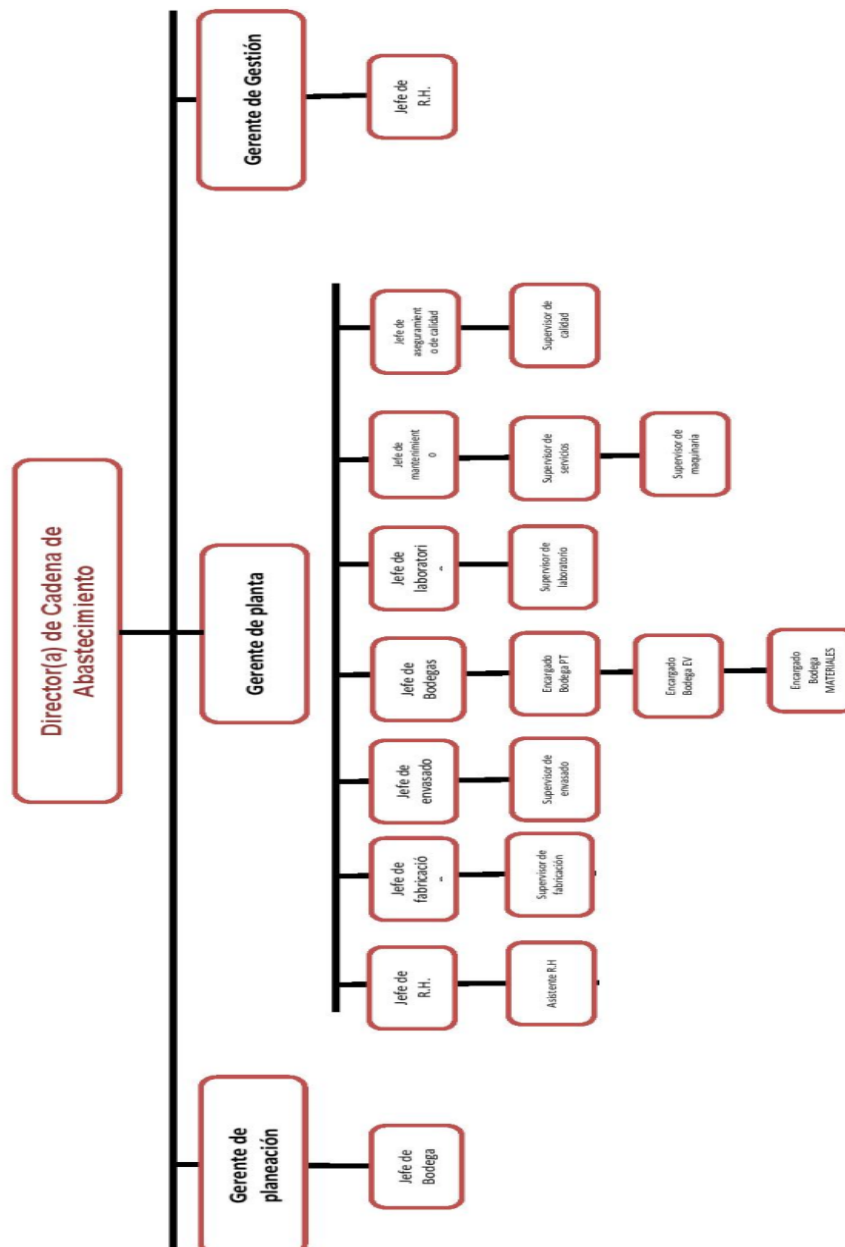 Director(a) de Cadena de
Abastecimiento
Gerente de
planeación
Gerente de planta
Gerente de Gestión
Jefe de
Bodega
Jefe de
R.H.
Jefe de
fabricació
Jefe de
envasado
Jefe de
Bodegas
Jefe de
laboratori
Jefe de
mantenimient
o
Jefe de
aseguramient
o de calidad
Jefe de
R.H.
Asistente R.H
Supervisor de
fabricación
Supervisor de
envasado
Encargado
Bodega PT
Supervisor de
laboratorio
Supervisor de
servicios
Supervisor de
calidad
Encargado
Bodega EV
Supervisor de
maquinaria
Encargado
Bodega
MATERIALES